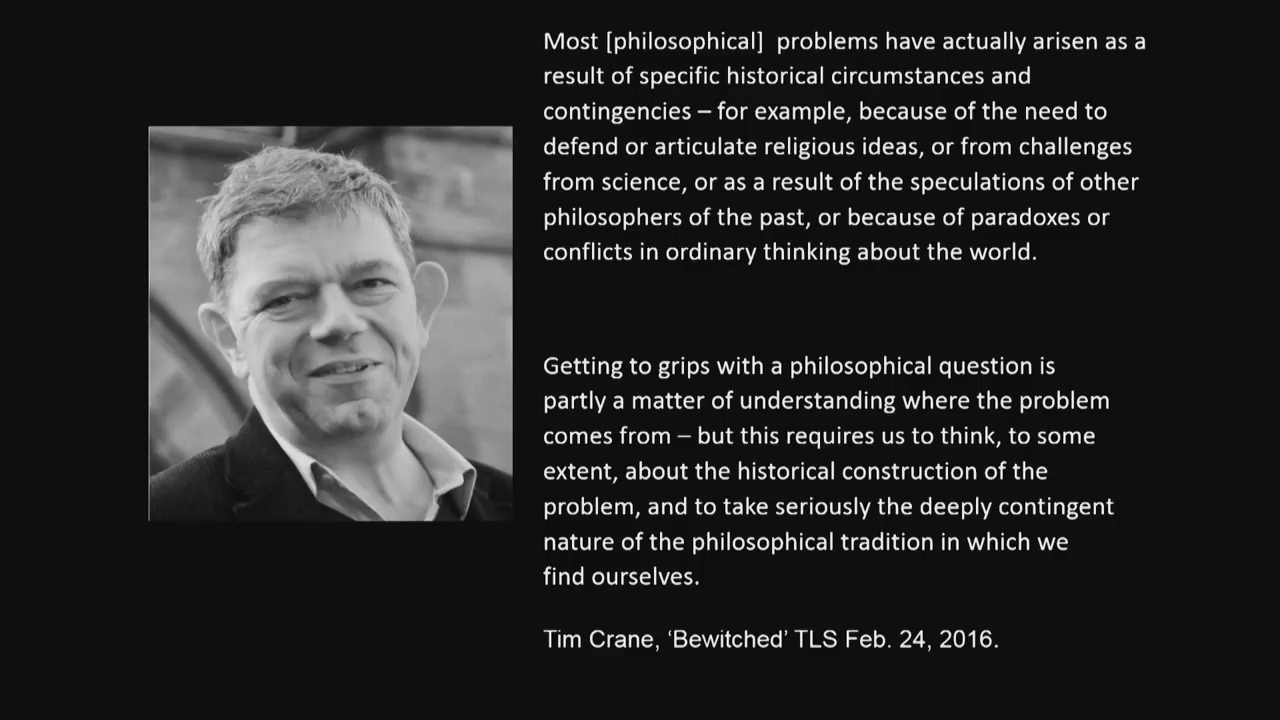 Most [philosophical]  problems have actually arisen as a
result of specific historical circumstances and
contingencies – for example, because of the need to
defend or articulate religious ideas, or from challenges
from science, or as a result of the speculations of other
philosophers of the past, or because of paradoxes or
conflicts in ordinary thinking about the world.
Getting to grips with a philosophical question is
partly a matter of understanding where the problem
comes from – but this requires us to think, to some
extent, about the historical construction of the
problem, and to take seriously the deeply contingent
nature of the philosophical tradition in which we
find ourselves.
Tim Crane, ‘Bewitched’ TLS Feb. 24, 2016.